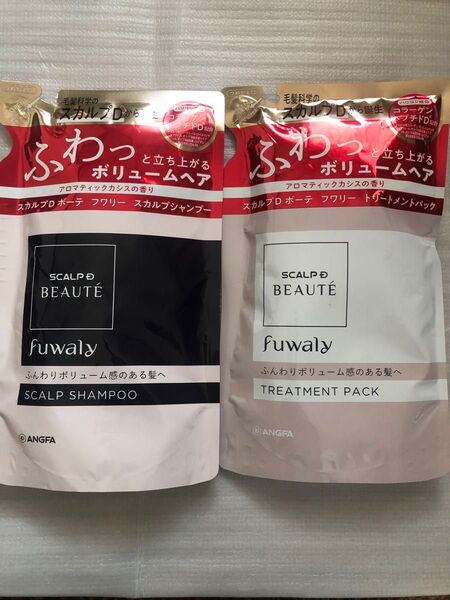 毛髪科学の
スカルプDから
ふわっ
と立ち上がる
ボリュームヘア
アロマティックカシスの香り
スカルプD ボーテ フワリー スカルプシャンプー
SCALP D
BEAUTÉ
fuwaly
ふんわりボリューム感のある髪へ
SCALP SHAMPOO
ANGFA
毛髪科学の
スカルプDから誕生
コラーゲン
ふわっ
と立ち上がる
ボリュームヘア
アロマティックカシスの香り
スカルプD ボーテ フワリー トリートメントパック
SCALP D
BEAUTÉ
fuwaly
ふんわりボリューム感のある髪へ
TREATMENT PACK
ANGFA